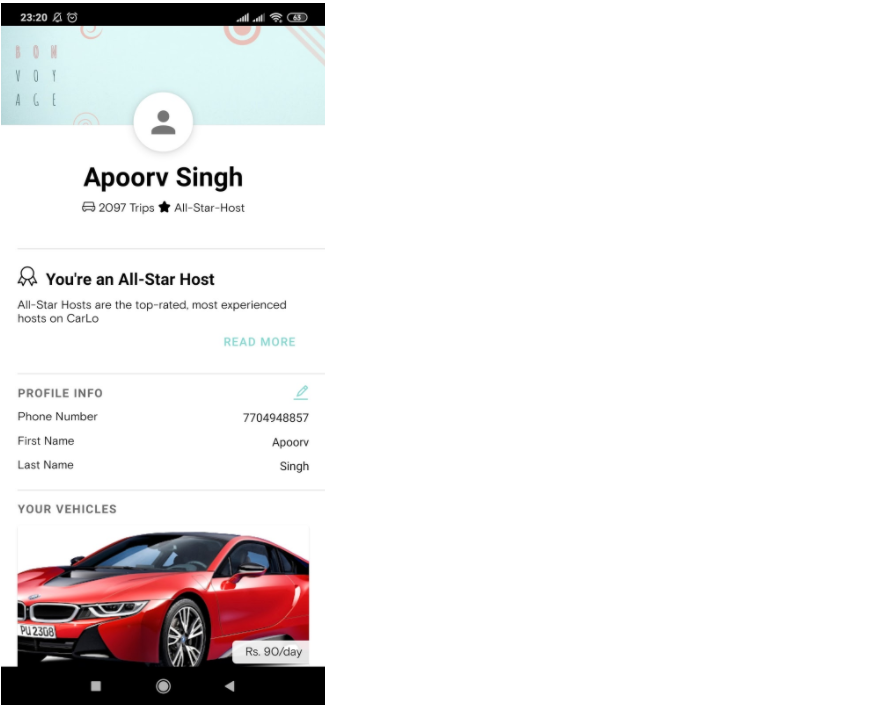 23:20 63
BON
VOY
AGE
Apoorv Singh
2097 Trips All-Star-Host
You're an All-Star Host
All-Star Hosts are the top-rated, most experienced
hosts on CarLo
READ MORE
PROFILE INFO
Phone Number 7704948857
First Name Apoorv
Last Name Singh
YOUR VEHICLES
PU 2308
Rs. 90/day